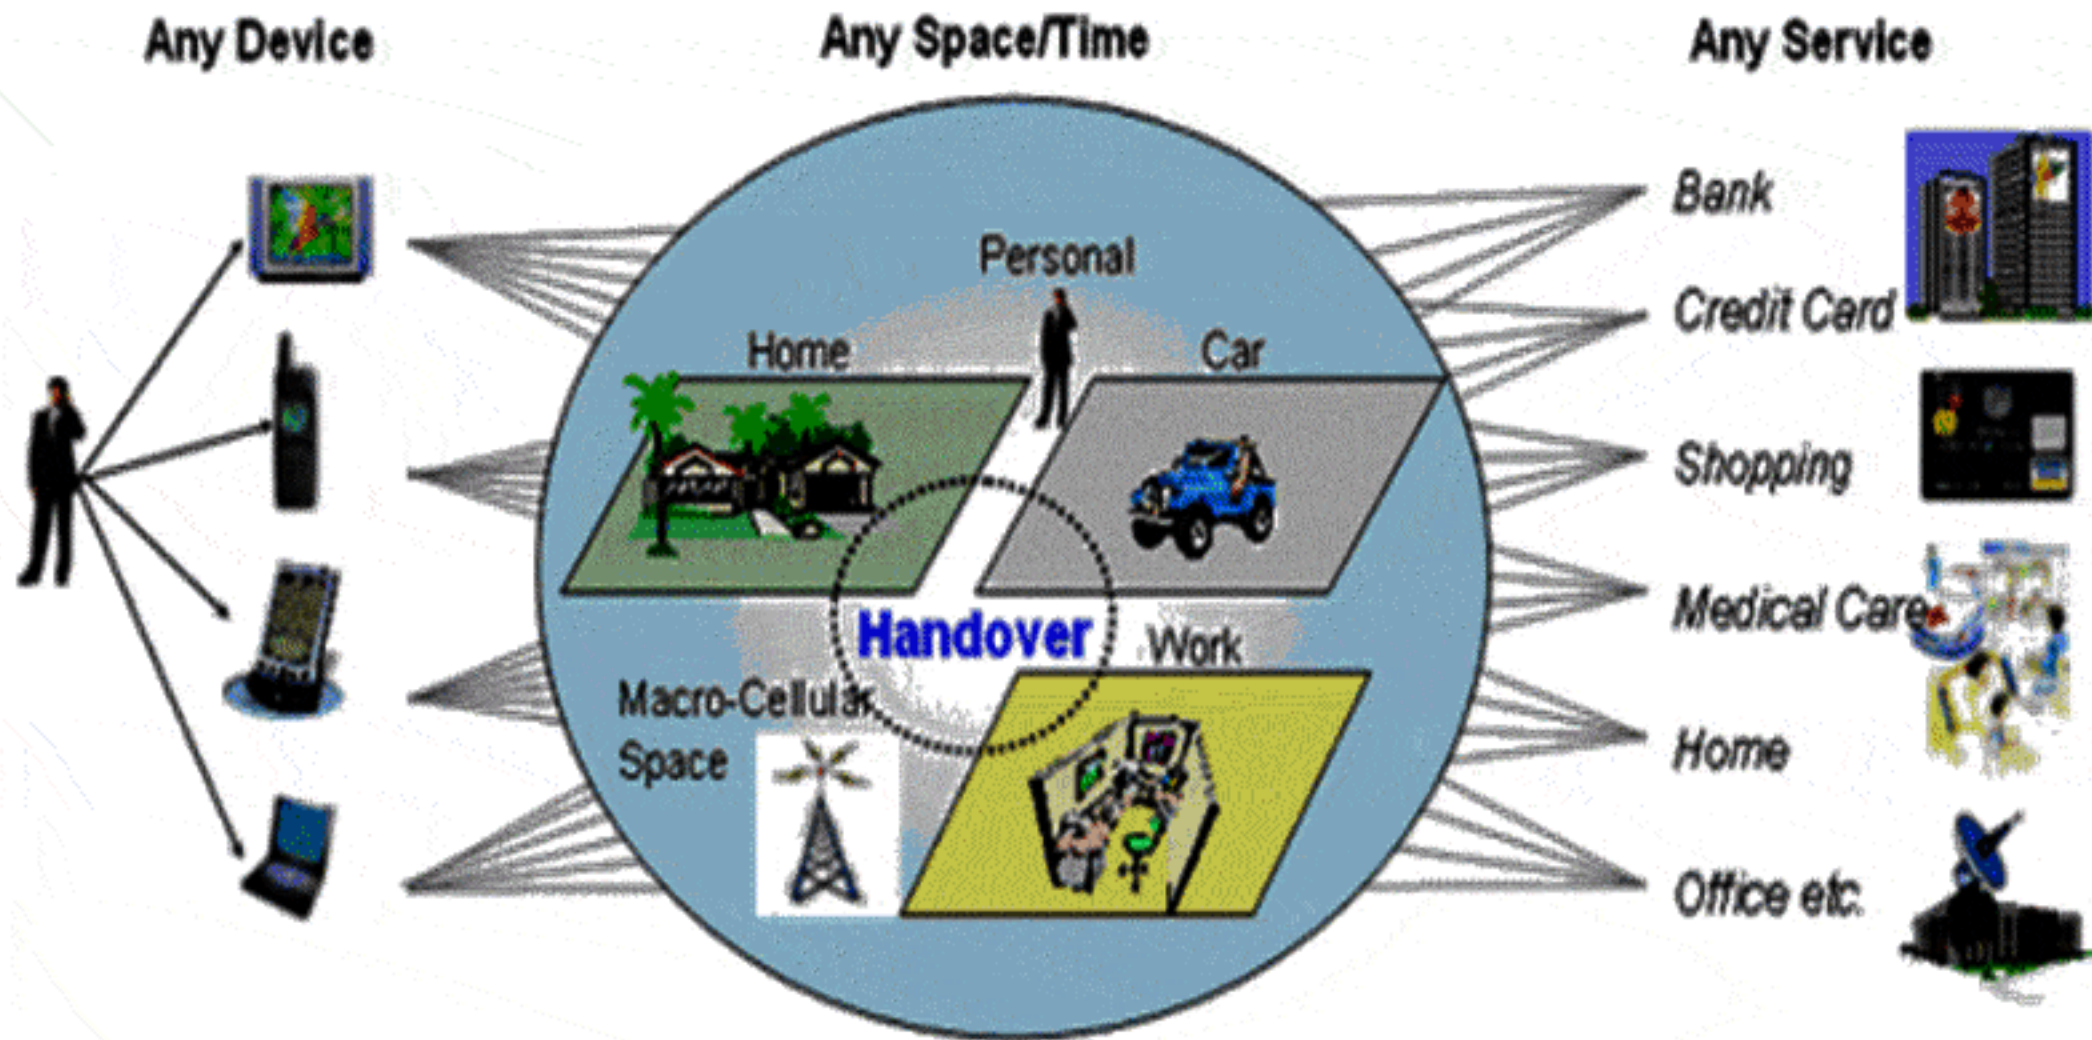 Any Device
Any Space/Time
Any Service
Personal
Home
Car
Handover
Work
Macro-Cellular
Space
Bank
Credit Card
Shopping
Medical Care
Home
Office etc.